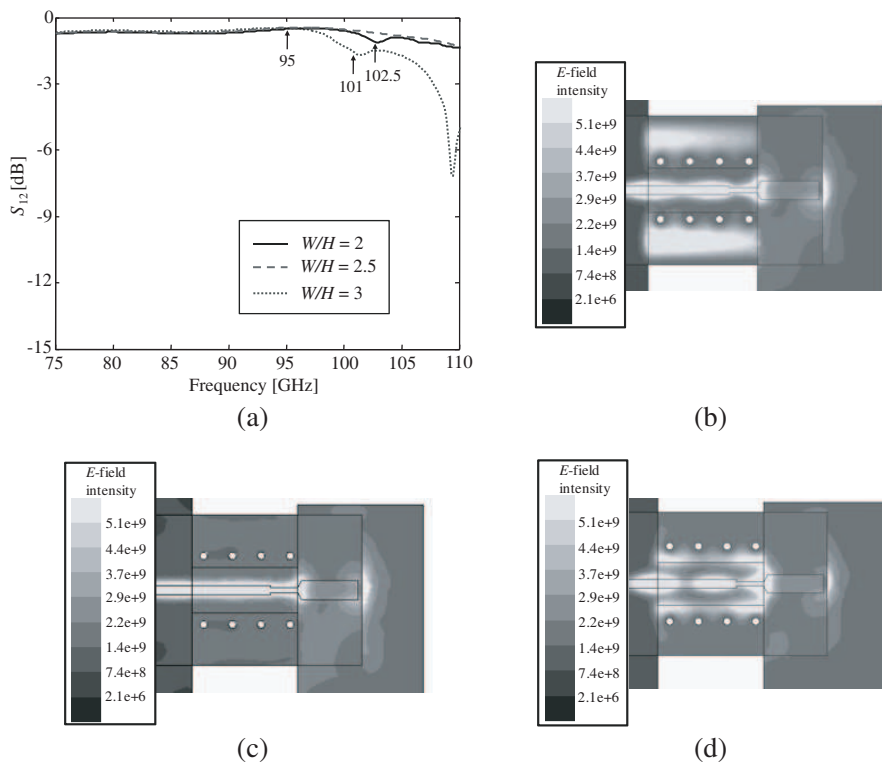 0
-3
-6
-9
-12
-15
S12 [dB]
95
101
102.5
W/H = 2
W/H = 2.5
W/H = 3
75
80
85
90
95
100
105
110
Frequency [GHz]
(a)
E-field
intensity
5.1e+9
4.4e+9
3.7e+9
2.9e+9
2.2e+9
1.4e+9
7.4e+8
2.1e+6
(b)
E-field
intensity
5.1e+9
4.4e+9
3.7e+9
2.9e+9
2.2e+9
1.4e+9
7.4e+8
2.1e+6
(c)
E-field
intensity
5.1e+9
4.4e+9
3.7e+9
2.9e+9
2.2e+9
1.4e+9
7.4e+8
2.1e+6
(d)